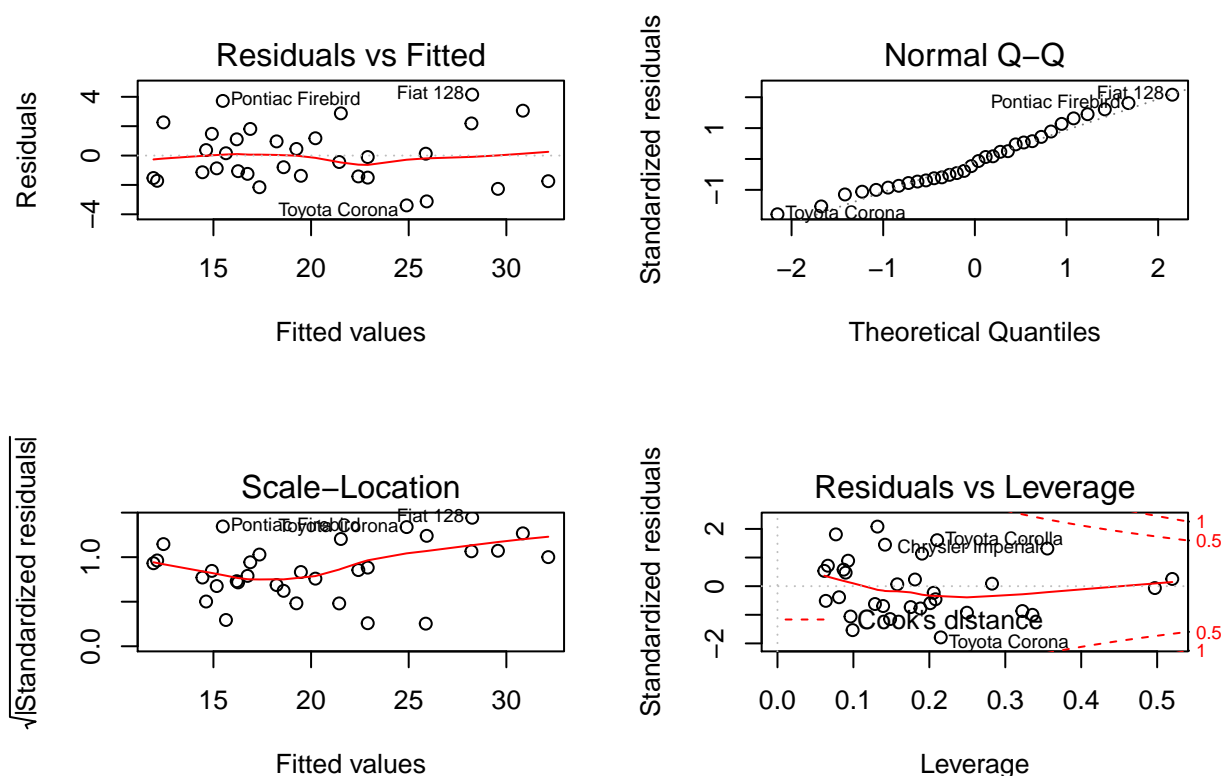 Residuals vs Fitted
Residuals
4
0
−4
Pontiac Firebird
Fiat 128
Toyota Corona
15 20 25 30
Fitted values
Normal Q−Q
Standardized residuals
1
−1
Fiat 128
Pontiac Firebird
Toyota Corona
−2 −1 0 1 2
Theoretical Quantiles
Scale−Location
√|Standardized residuals|
1.0
0.0
Fiat 128
Pontiac Firebird
Toyota Corona
15 20 25 30
Fitted values
Residuals vs Leverage
Standardized residuals
2
0
−2
Toyota Corolla
Chrysler Imperial
Cook's distance
Toyota Corona
1
0.5
0.5
1
0.0 0.1 0.2 0.3 0.4 0.5
Leverage